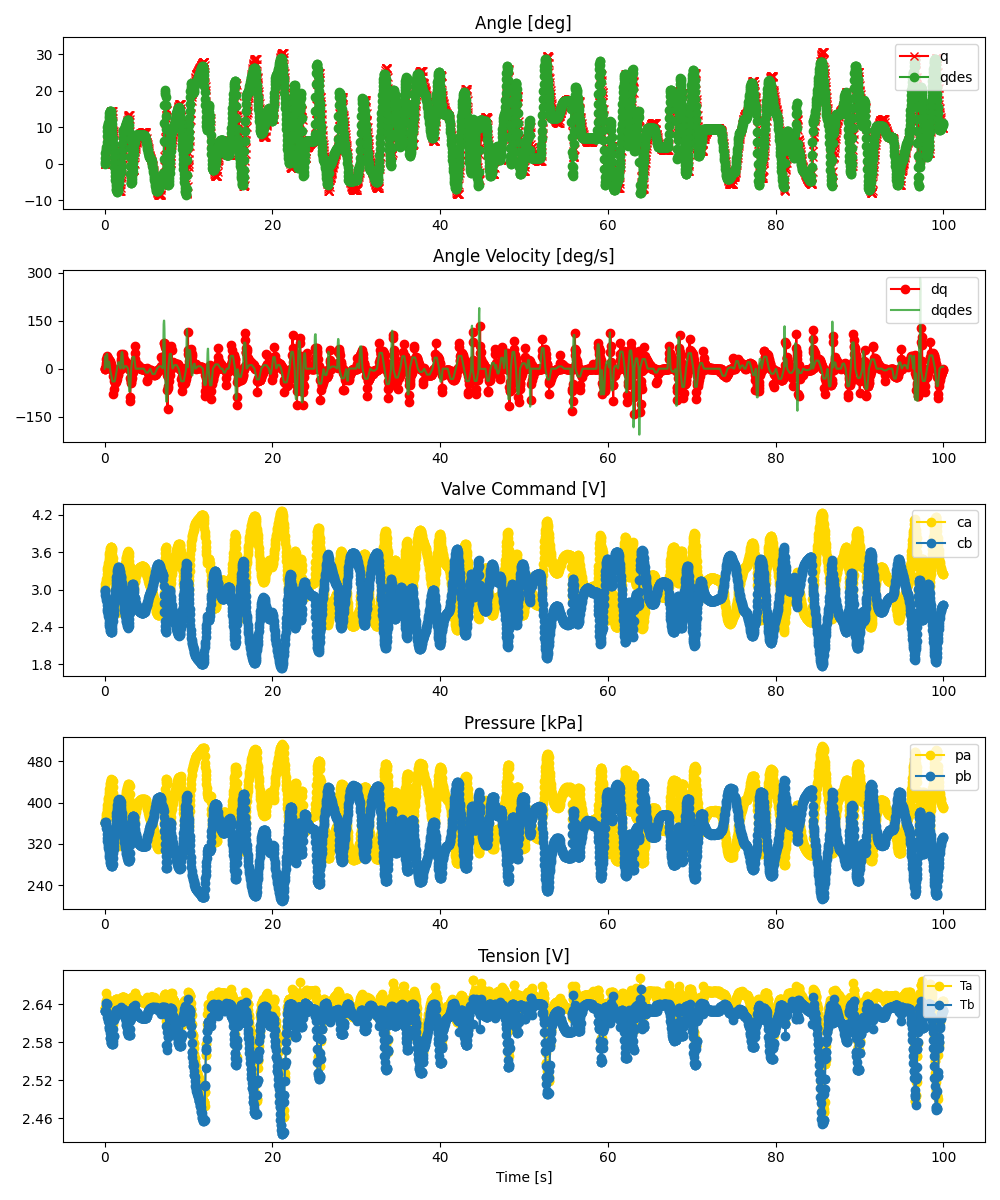 Angle [deg]
30
20
10
0
−10
q
qdes
0 20 40 60 80 100
Angle Velocity [deg/s]
300
150
0
−150
dq
dqdes
0 20 40 60 80 100
Valve Command [V]
4.2
3.6
3.0
2.4
1.8
ca
cb
0 20 40 60 80 100
Pressure [kPa]
480
400
320
240
pa
pb
0 20 40 60 80 100
Tension [V]
2.64
2.58
2.52
2.46
Ta
Tb
0 20 40 60 80 100
Time [s]